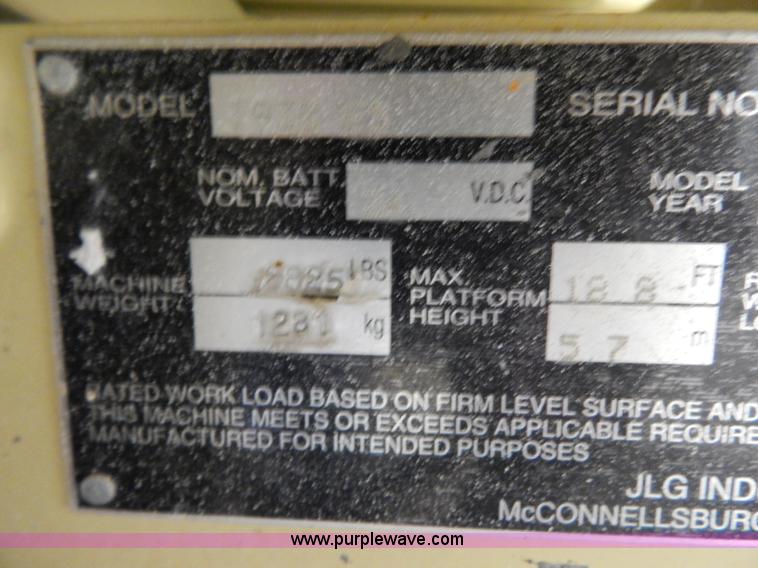 MODEL SERIAL NO
NOM. BATT VOLTAGE V.D.C. MODEL YEAR
MACHINE WEIGHT 2825 LBS MAX. PLATFORM HEIGHT 18 8 FT
1281 kg 5 7 m
RATED WORK LOAD BASED ON FIRM LEVEL SURFACE AND
THIS MACHINE MEETS OR EXCEEDS APPLICABLE REQUIRE
MANUFACTURED FOR INTENDED PURPOSES
JLG IND
McCONNELLSBURG
www.purplewave.com